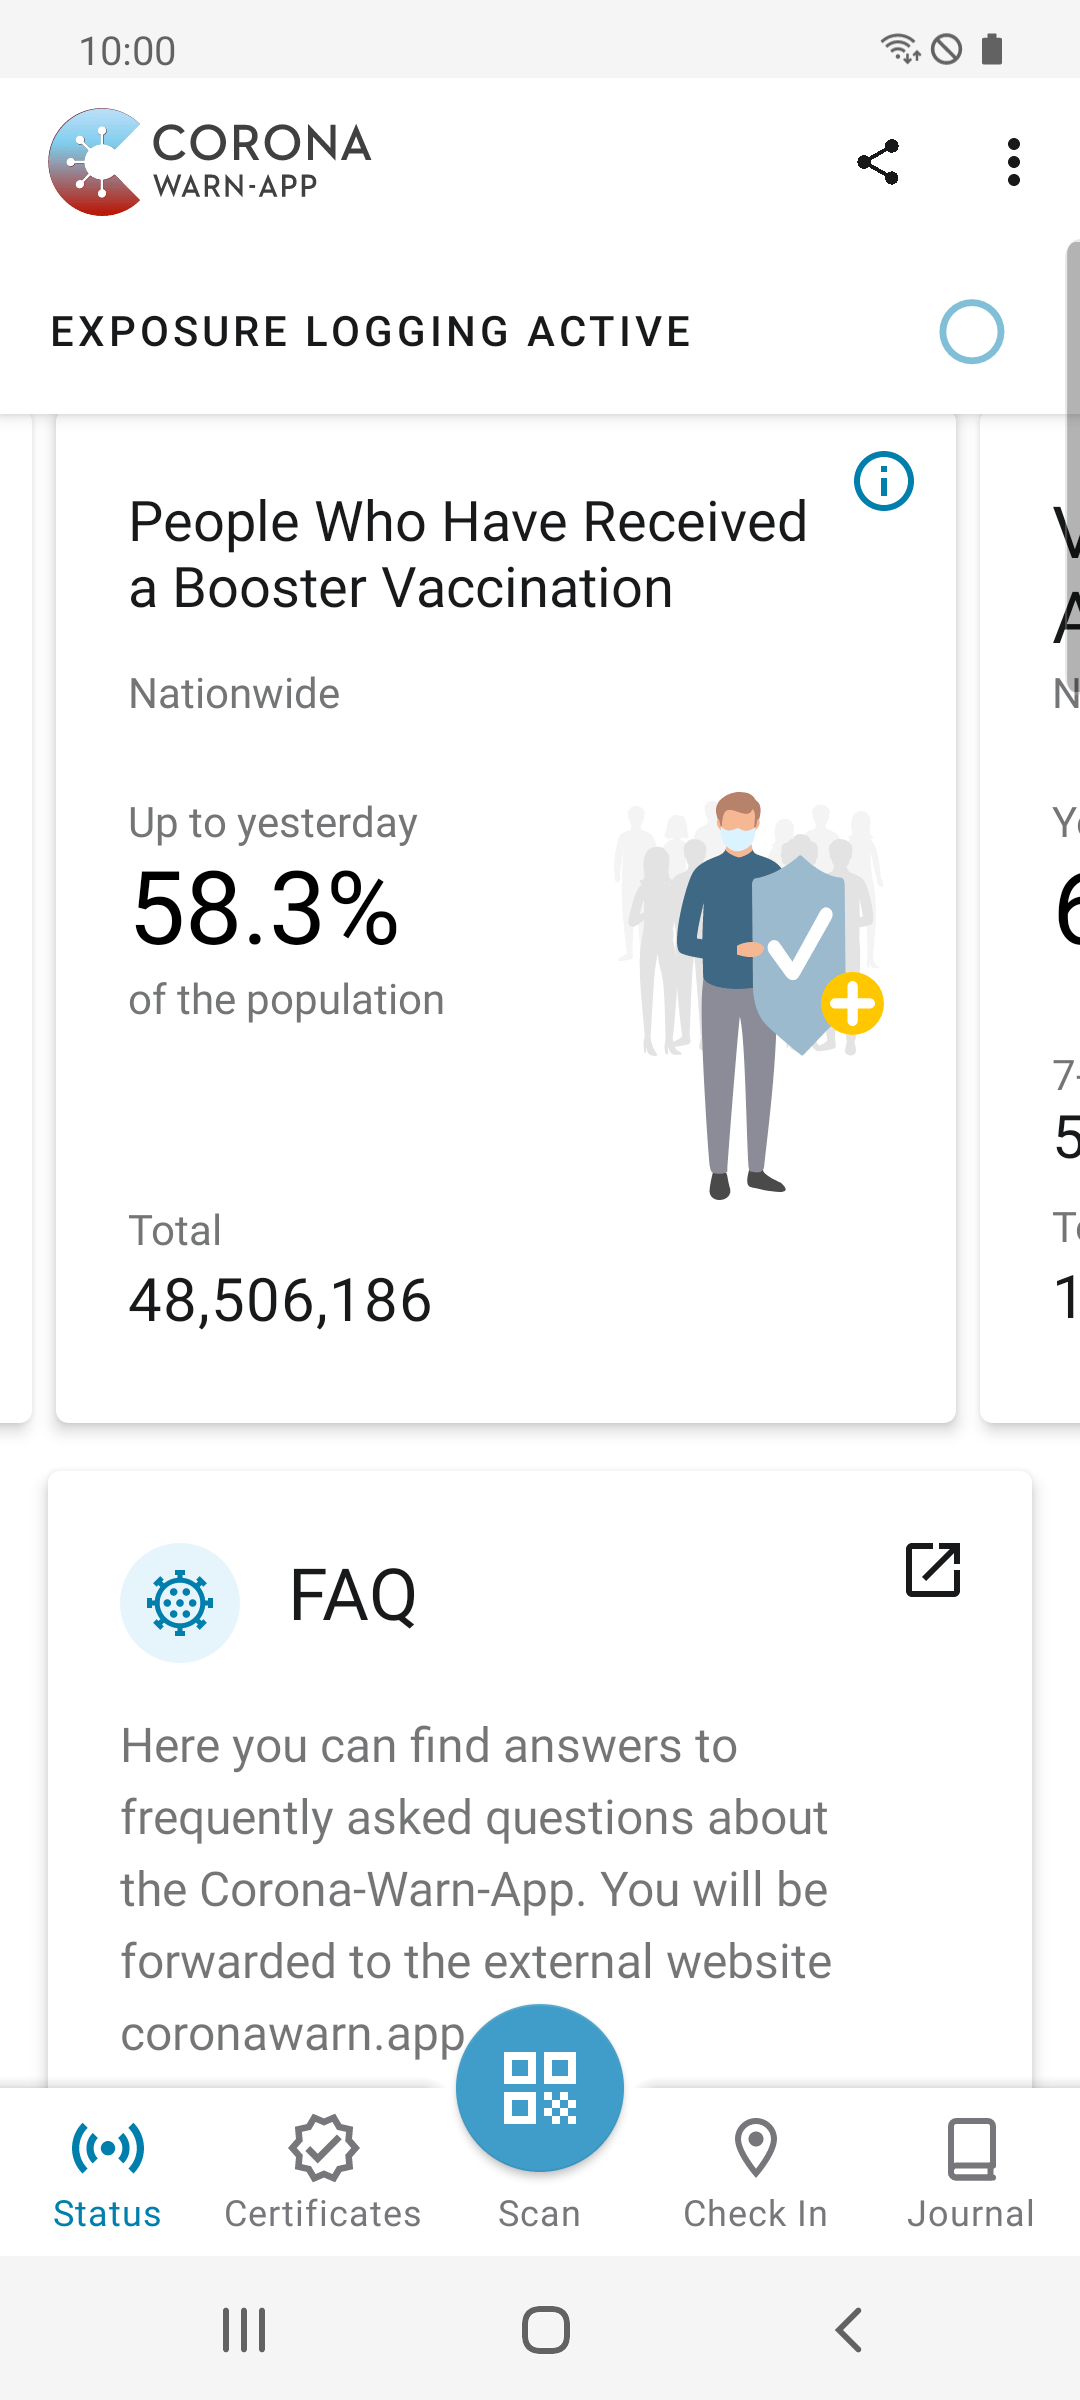 10:00
CORONA
WARN-APP
EXPOSURE LOGGING ACTIVE
People Who Have Received
a Booster Vaccination
Nationwide
Up to yesterday
58.3%
of the population
Total
48,506,186
FAQ
Here you can find answers to
frequently asked questions about
the Corona-Warn-App. You will be
forwarded to the external website
coronawarn.app
Status
Certificates
Scan
Check In
Journal